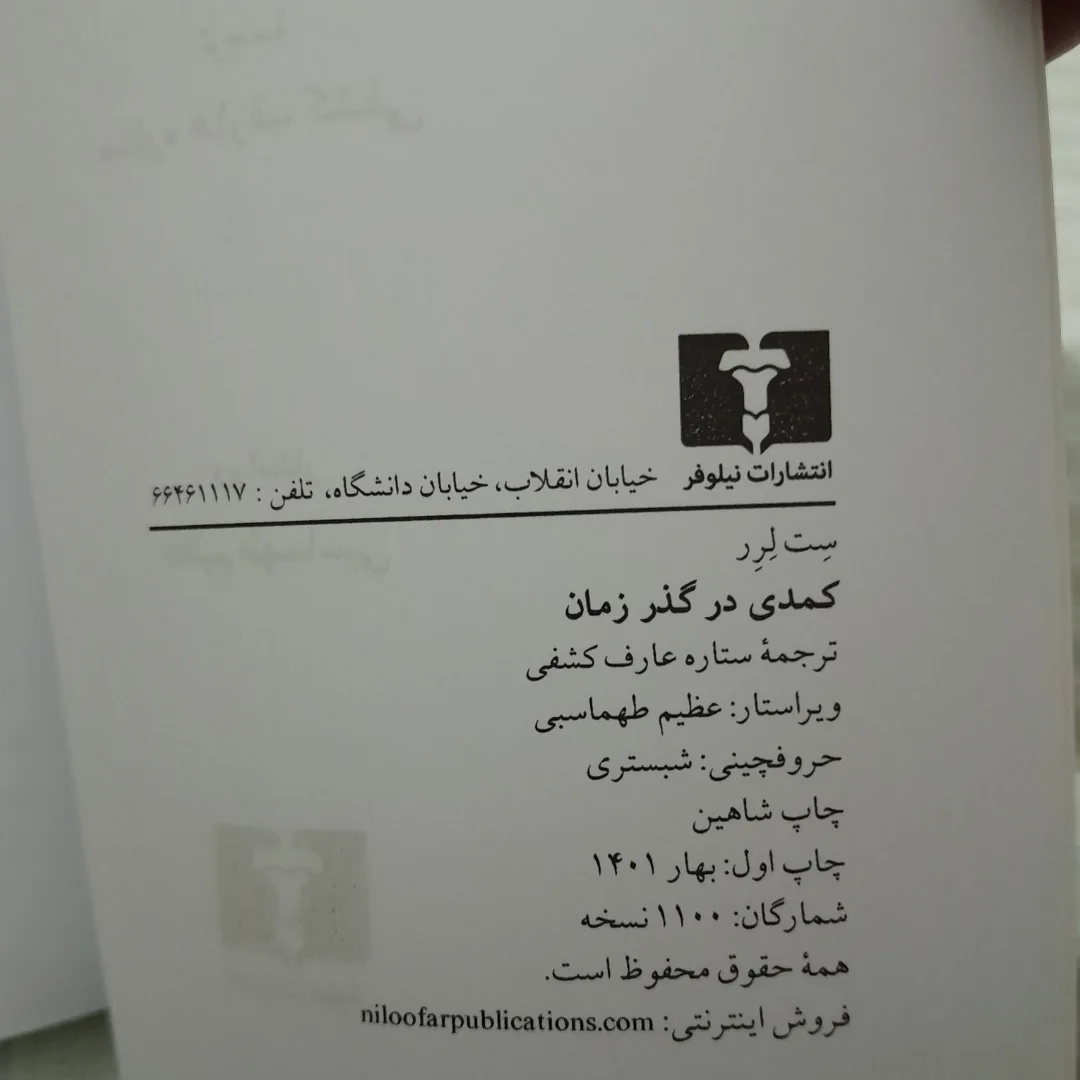 انتشارات نیلوفر خیابان انقلاب، خیابان دانشگاه، تلفن : ۶۶۴۶۱۱۱۷
سِت لِرِر
کمدی در گذر زمان
ترجمهٔ ستاره عارف کشفی
ویراستار: عظیم طهماسبی
حروفچینی: شبستری
چاپ شاهین
چاپ اول: بهار ۱۴۰۱
شمارگان: ۱۱۰۰ نسخه
همهٔ حقوق محفوظ است.
فروش اینترنتی: niloofarpublications.com